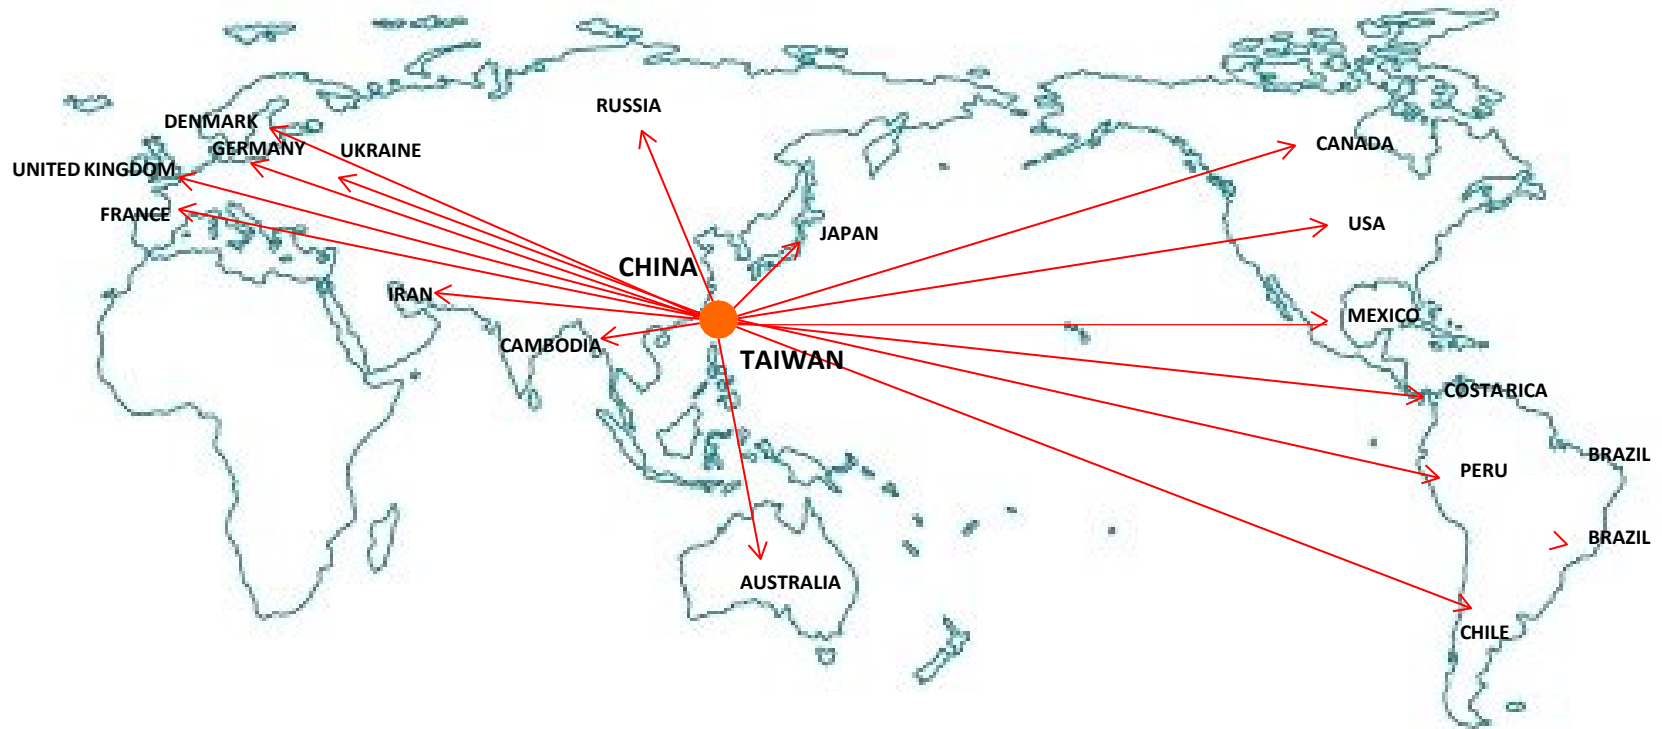 RUSSIA
DENMARK
GERMANY
UKRAINE
CANADA
UNITED KINGDOM
FRANCE
USA
JAPAN
CHINA
IRAN
MEXICO
CAMBODIA
TAIWAN
COSTA RICA
BRAZIL
PERU
BRAZIL
AUSTRALIA
CHILE